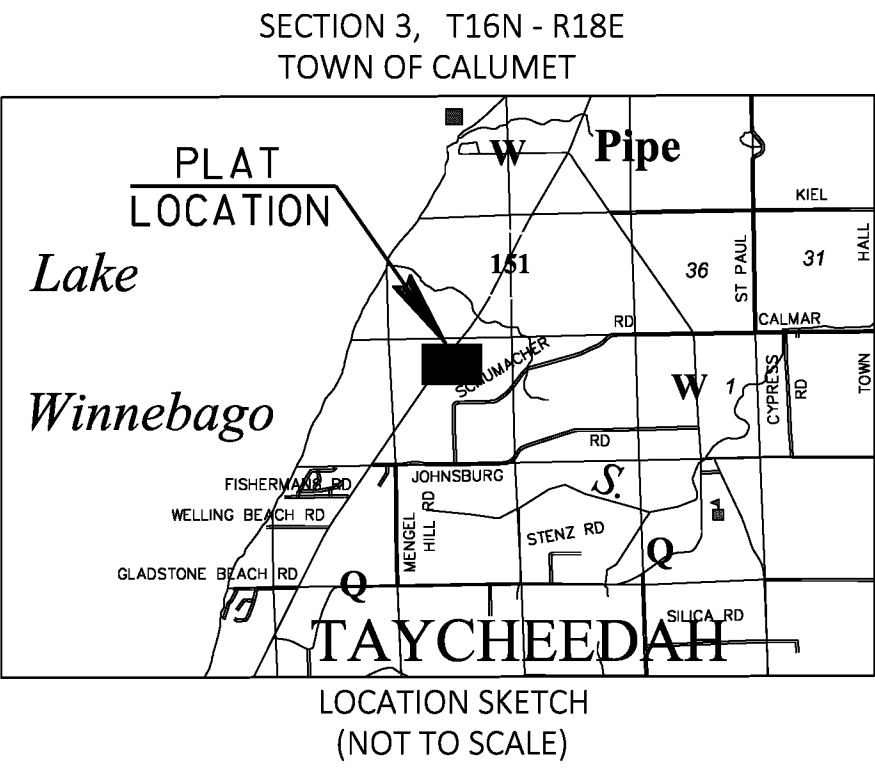 SECTION 3, T16N - R18E
TOWN OF CALUMET
W
Pipe
PLAT
LOCATION
KIEL
Lake
151
36
ST PAUL
31
HALL
RD
CALMAR
SCHUMACHER
Winnebago
W
1
CYPRESS
RD
TOWN
RD
JOHNSBURG
FISHERMANS RD
S.
WELLING BEACH RD
MENGEL
HILL RD
STENZ RD
Q
GLADSTONE BEACH RD
Q
SILICA RD
TAYCHEEDAH
LOCATION SKETCH
(NOT TO SCALE)